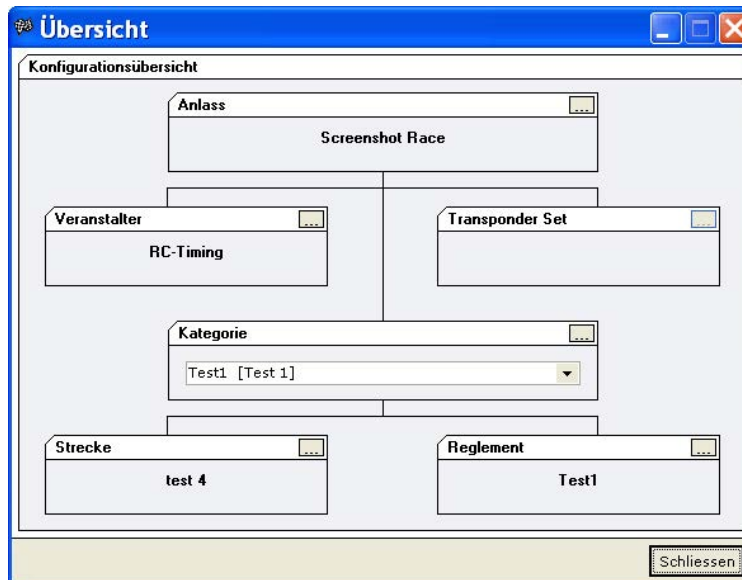 Übersicht
Konfigurationsübersicht
Anlass ...
Screenshot Race
Veranstalter ...
Transponder Set ...
RC-Timing
Kategorie ...
Test1 [Test 1]
Strecke ...
Reglement ...
test 4
Test1
Schliessen